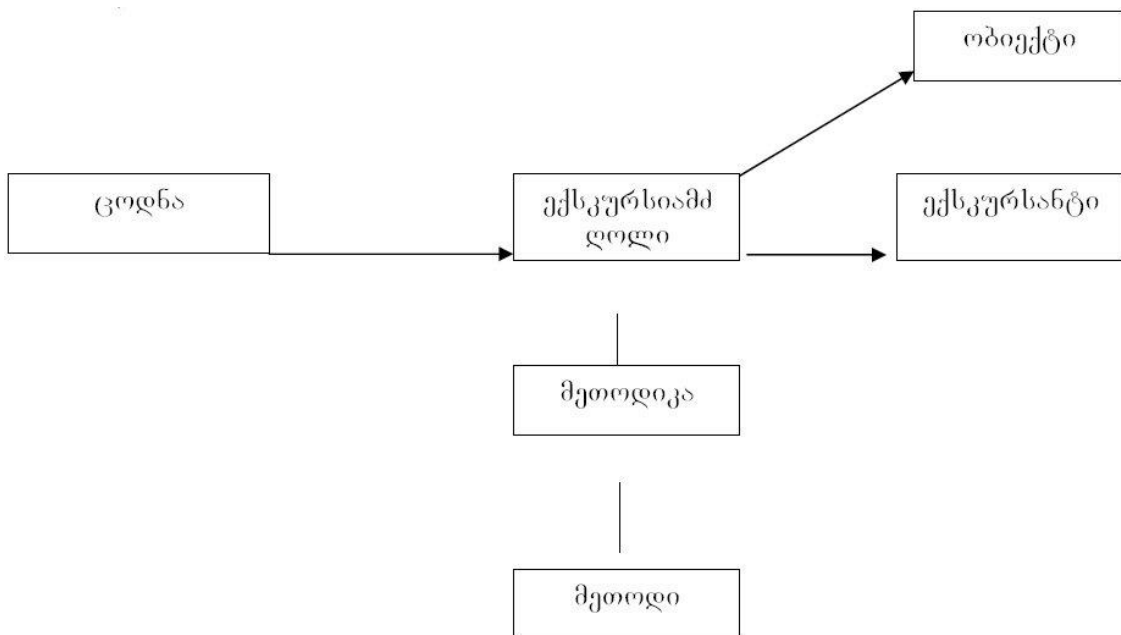 ობიექტი
ცოდნა
ექსკურსიამძ
ღოლი
ექსკურსანტი
მეთოდიკა
მეთოდი